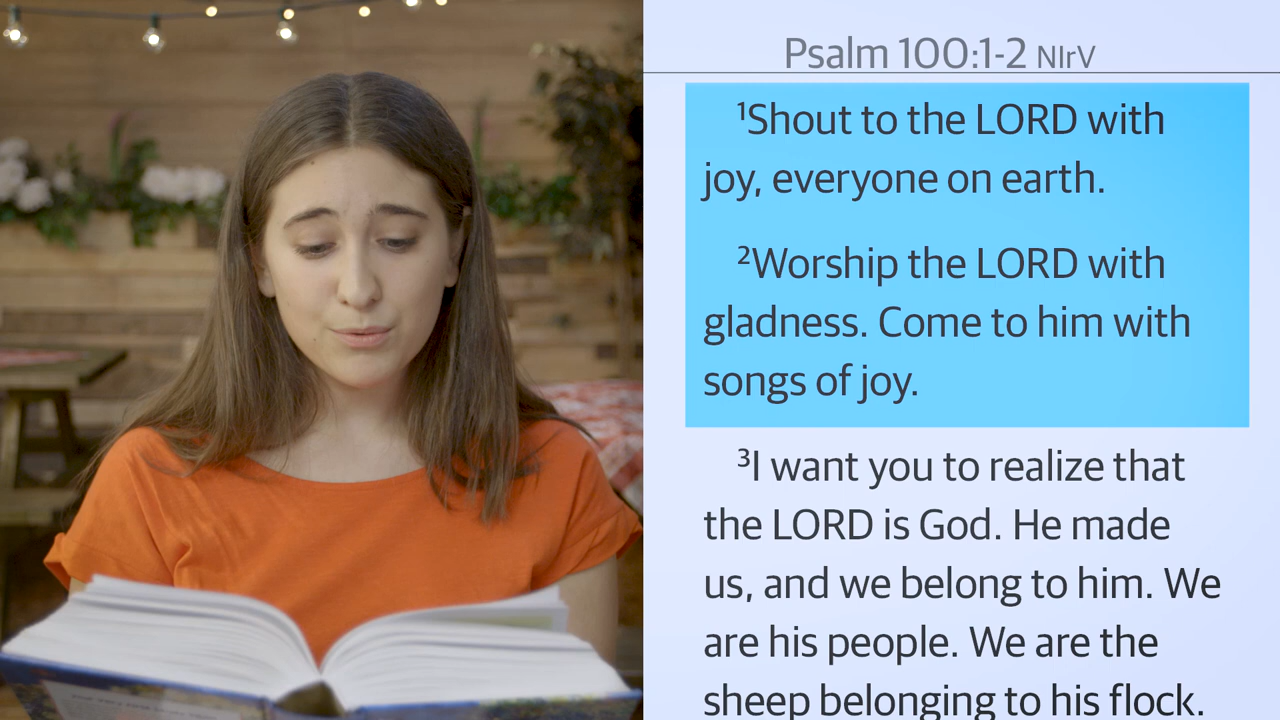 Psalm 100:1-2 NIrV
¹Shout to the LORD with
joy, everyone on earth.
²Worship the LORD with
gladness. Come to him with
songs of joy.
³I want you to realize that
the LORD is God. He made
us, and we belong to him. We
are his people. We are the
sheep belonging to his flock.